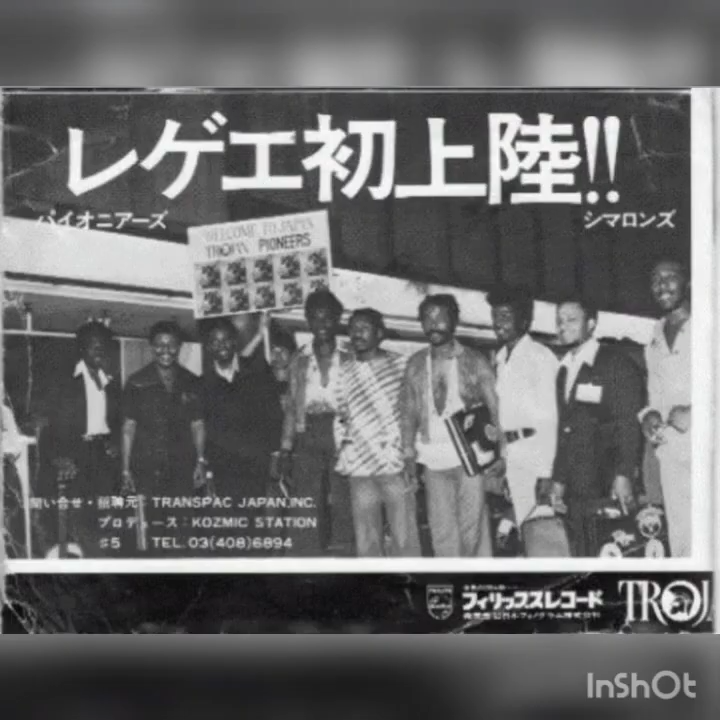 レゲエ初上陸!!
パイオニアーズ
シマロンズ
WELCOME TO JAPAN
TROJAN PIONEERS
問い合せ・招聘元: TRANSPAC JAPAN,INC.
プロデュース: KOZMIC STATION
♯5 TEL.03(408)6894
フィリップスレコード
TROJ
InShOt